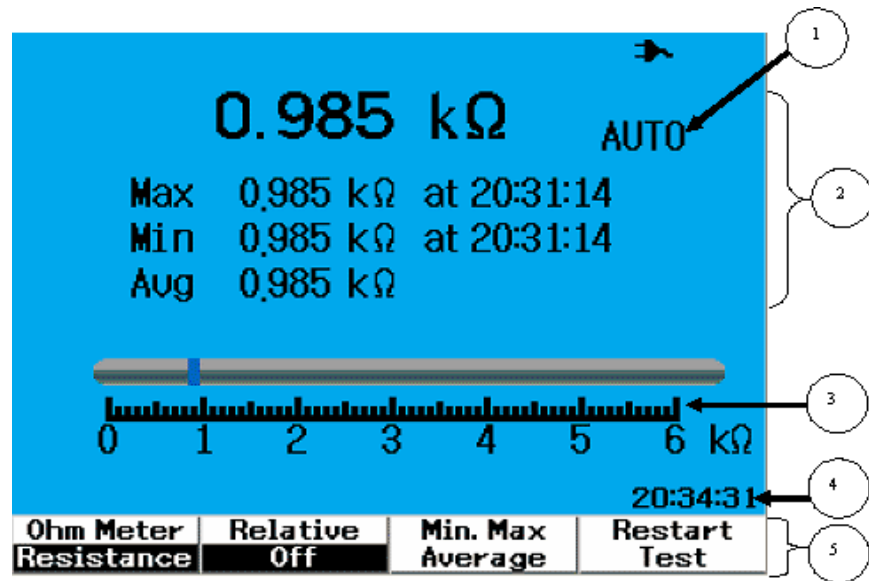 1
0.985 kΩ
AUTO
2
Max 0.985 kΩ at 20:31:14
Min 0.985 kΩ at 20:31:14
Avg 0.985 kΩ
3
0 1 2 3 4 5 6 kΩ
4
20:34:31
Ohm Meter Relative Min. Max Restart
Resistance Off Average Test
5